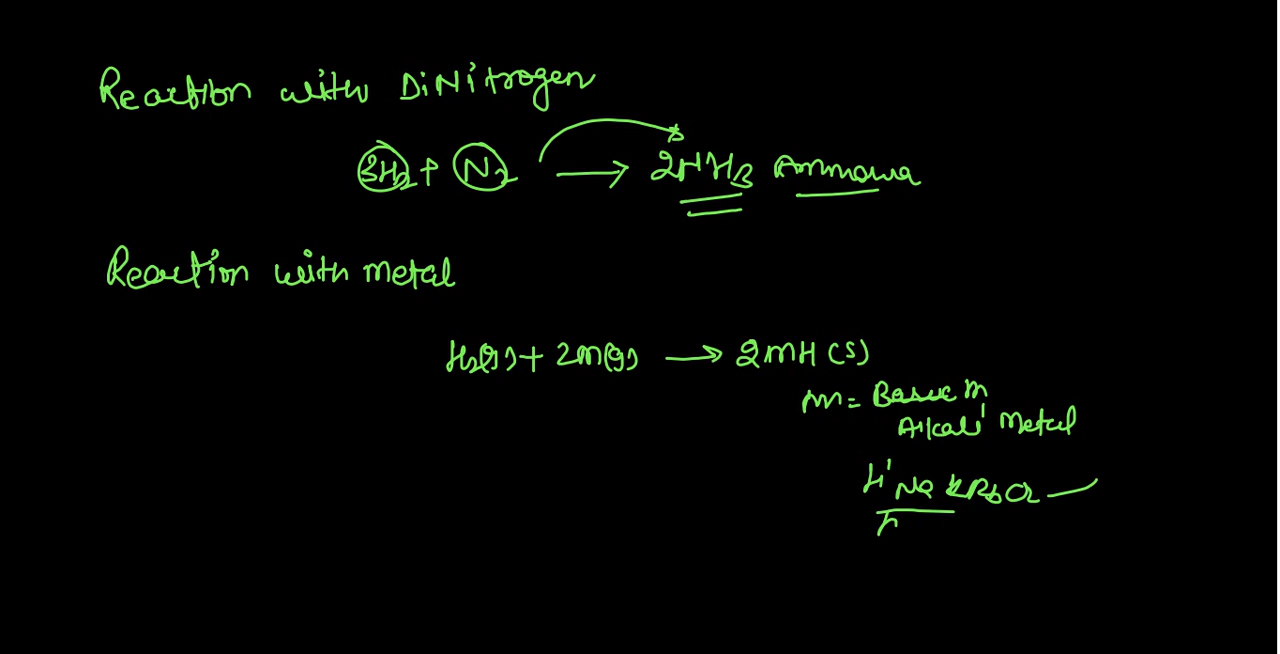 Reaction with DiNitrogen
3H2 + N2 → 2NH3 Ammonia
Reaction with metal
H2(g) + 2M(g) → 2MH (s)
M = Basic M
Alkali Metal
Li Na K Rb Cs